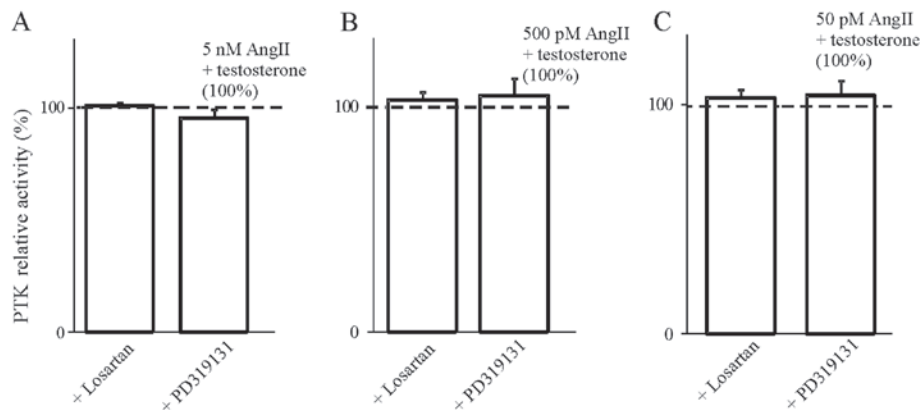 A
5 nM AngII
+ testosterone
(100%)
PTK relative activity (%)
100
0
+ Losartan
+ PD319131
B
500 pM AngII
+ testosterone
(100%)
100
0
+ Losartan
+ PD319131
C
50 pM AngII
+ testosterone
(100%)
100
0
+ Losartan
+ PD319131